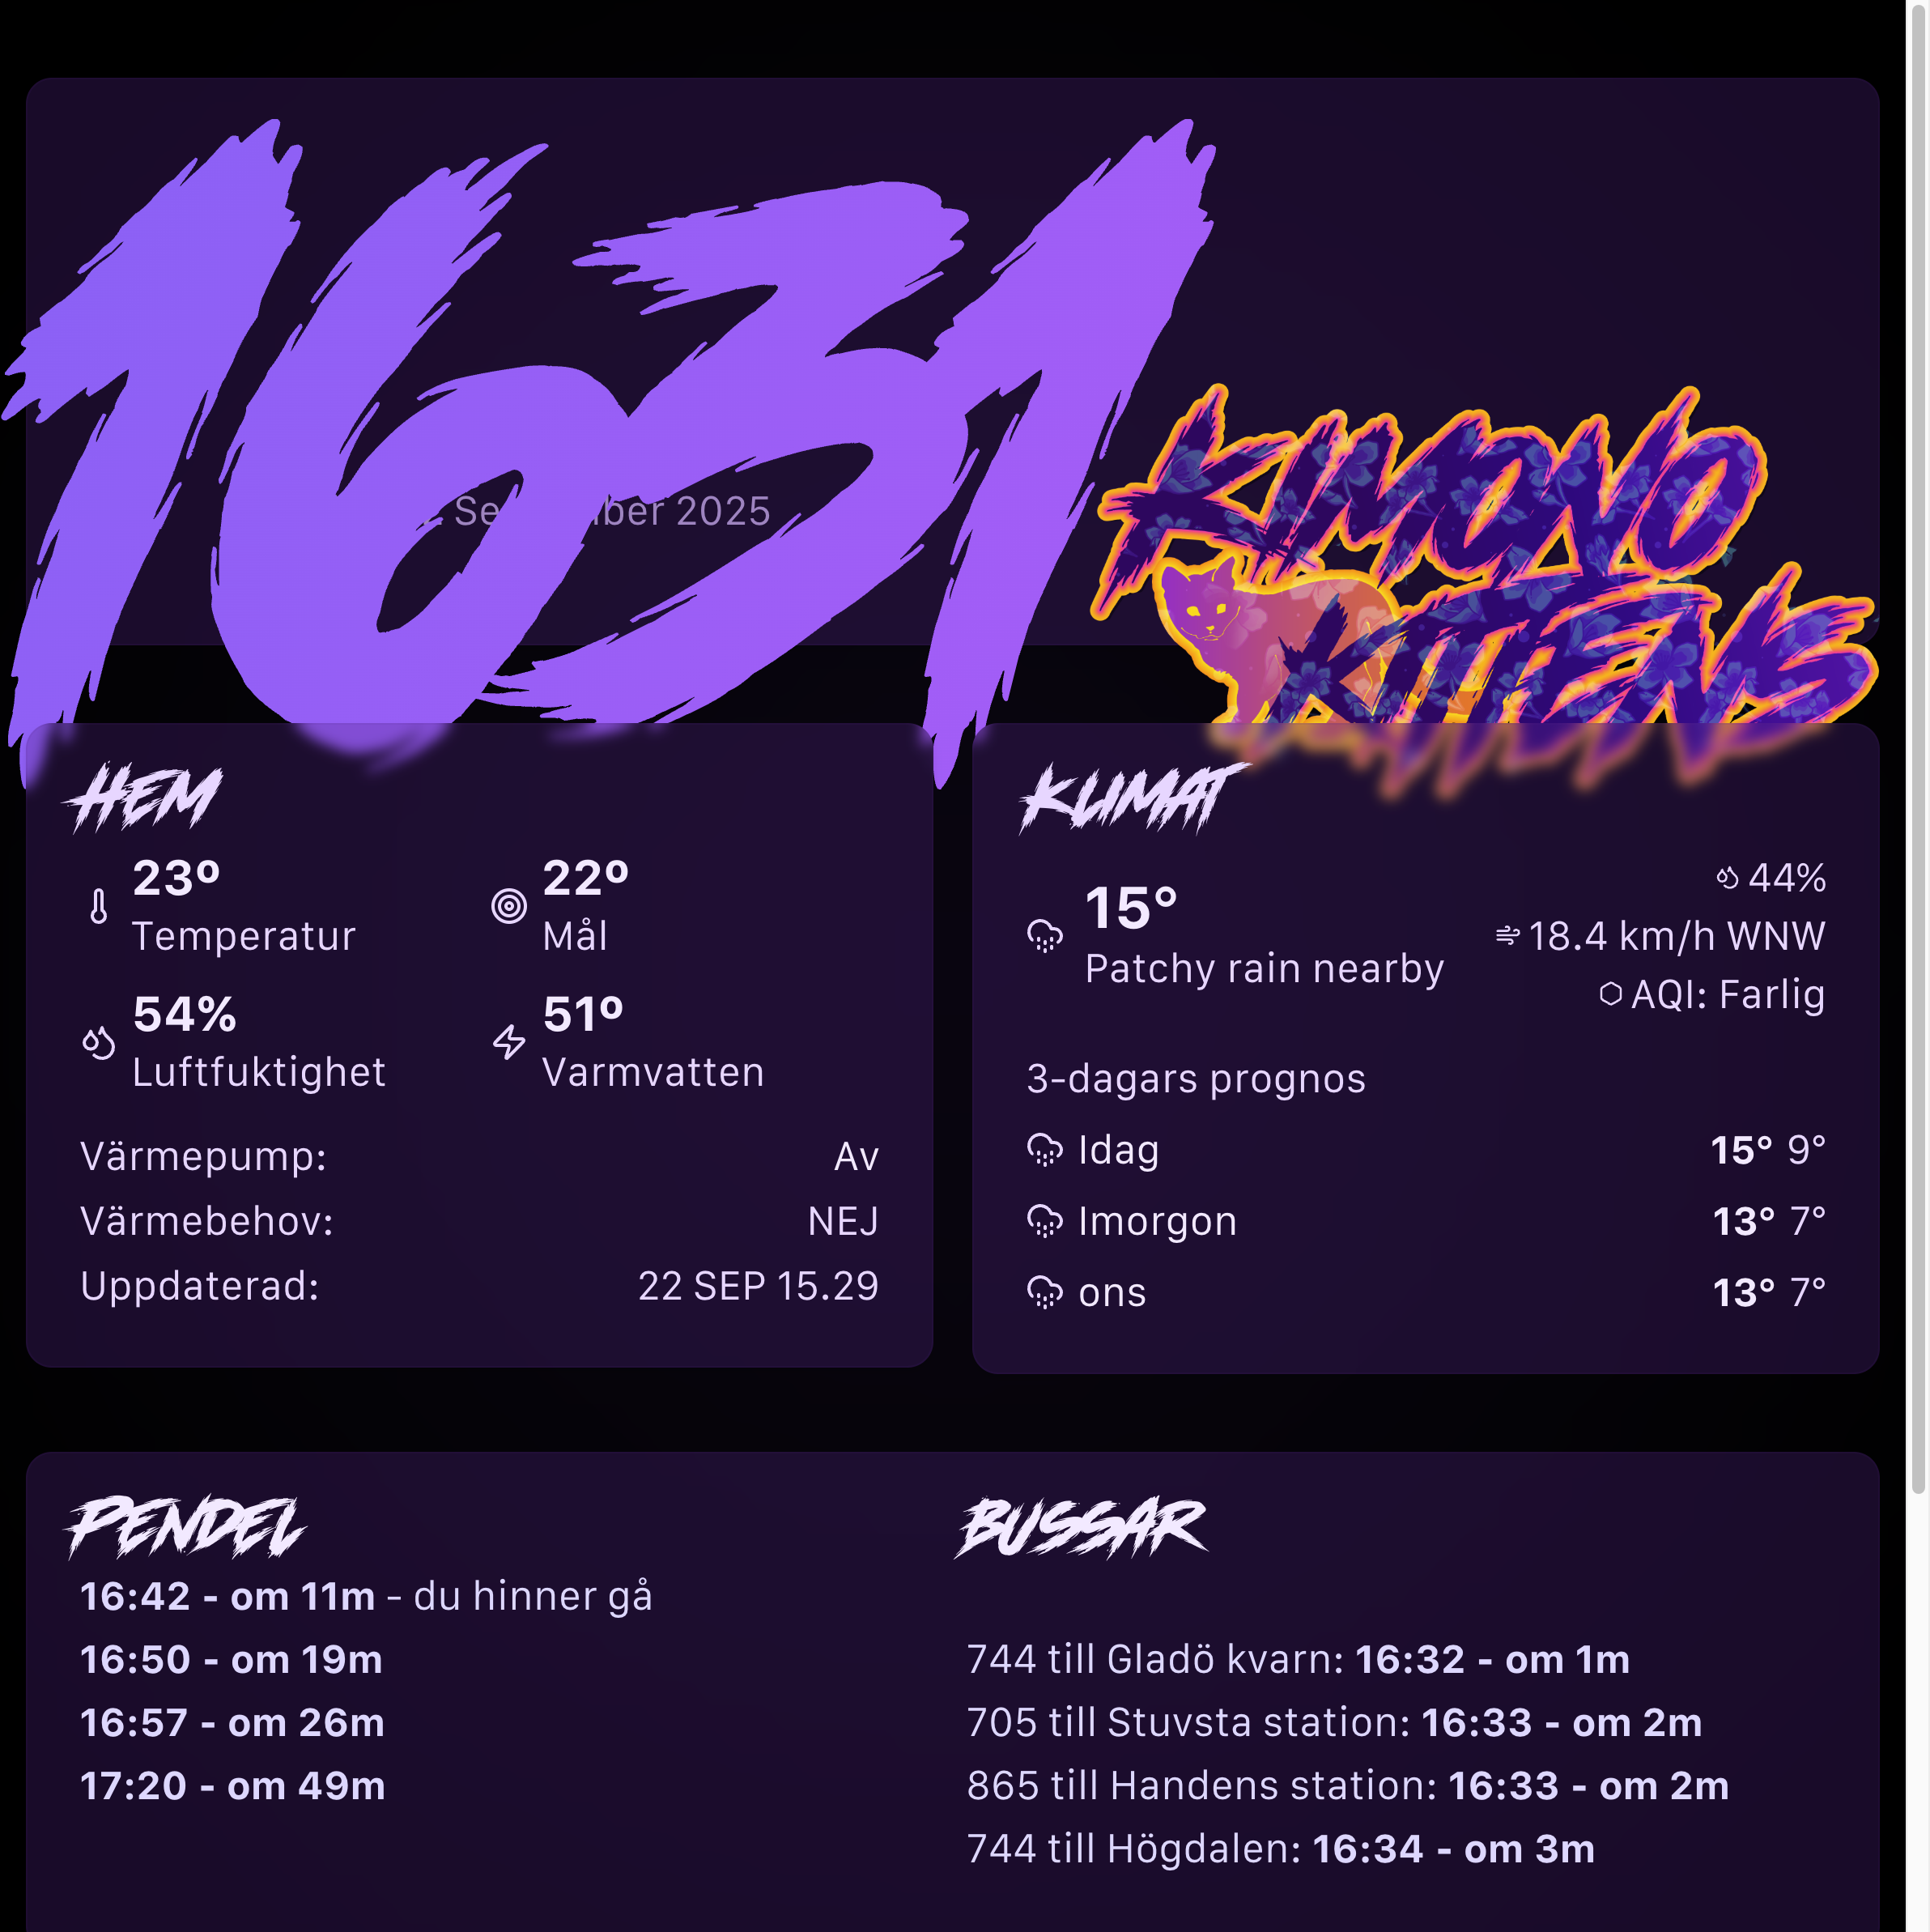 1631
September 2025
KIMONO
KITTENS
HEM
23º
Temperatur
22º
Mål
54%
Luftfuktighet
51º
Varmvatten
Värmepump: Av
Värmebehov: NEJ
Uppdaterad: 22 SEP 15.29
KLIMAT
15°
Patchy rain nearby
44%
18.4 km/h WNW
AQI: Farlig
3-dagars prognos
Idag 15° 9°
Imorgon 13° 7°
ons 13° 7°
PENDEL
16:42 - om 11m - du hinner gå
16:50 - om 19m
16:57 - om 26m
17:20 - om 49m
BUSSAR
744 till Gladö kvarn: 16:32 - om 1m
705 till Stuvsta station: 16:33 - om 2m
865 till Handens station: 16:33 - om 2m
744 till Högdalen: 16:34 - om 3m